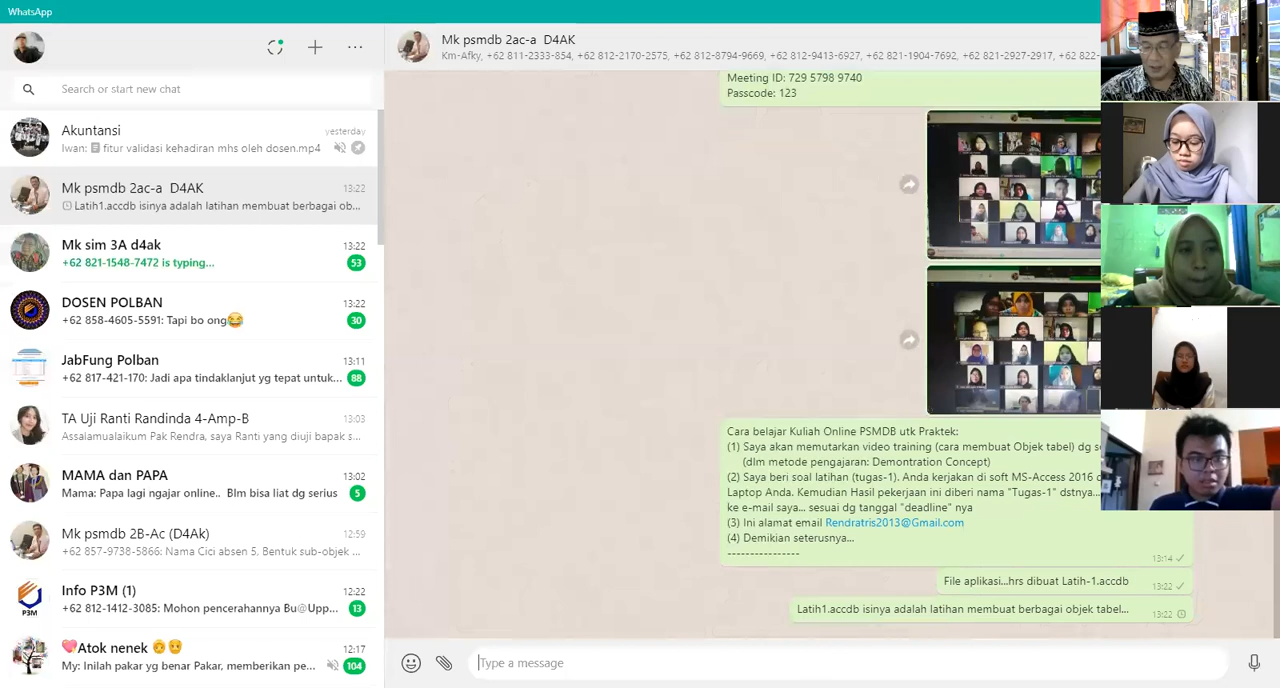 WhatsApp
Search or start new chat
Akuntansi
yesterday
Iwan: fitur validasi kehadiran mhs oleh dosen.mp4
Mk psmdb 2ac-a D4AK
13:22
Latih1.accdb isinya adalah latihan membuat berbagai ob...
Mk sim 3A d4ak
13:22
+62 821-1548-7472 is typing...
53
DOSEN POLBAN
13:22
+62 858-4605-5591: Tapi bo ong😂
30
JabFung Polban
13:11
+62 817-421-170: Jadi apa tindaklanjut yg tepat untuk...
88
TA Uji Ranti Randinda 4-Amp-B
13:03
Assalamualaikum Pak Rendra, saya Ranti yang diuji bapak s...
MAMA dan PAPA
13:02
Mama: Papa lagi ngajar online.. Blm bisa liat dg serius
5
Mk psmdb 2B-Ac (D4Ak)
12:59
+62 857-9738-5866: Nama Cici absen 5, Bentuk sub-objek ...
Info P3M (1)
12:22
+62 812-1412-3085: Mohon pencerahannya Bu@Upp...
13
P3M
💖Atok nenek 👴👵
12:17
My: Inilah pakar yg benar Pakar, memberikan pe...
104
Mk psmdb 2ac-a D4AK
Km-Afky, +62 811-2333-854, +62 812-2170-2575, +62 812-8794-9669, +62 812-9413-6927, +62 821-1904-7692, +62 821-2927-2917, +62 822-
Meeting ID: 729 5798 9740
Passcode: 123
Cara belajar Kuliah Online PSMDB utk Praktek:
(1) Saya akan memutarkan video training (cara membuat Objek tabel) dg s
(dlm metode pengajaran: Demontration Concept)
(2) Saya beri soal latihan (tugas-1). Anda kerjakan di soft MS-Access 2016
Laptop Anda. Kemudian Hasil pekerjaan ini diberi nama "Tugas-1" dstnya...
ke e-mail saya... sesuai dg tanggal "deadline" nya
(3) Ini alamat email Rendratris2013@Gmail.com
(4) Demikian seterusnya...
----------------
13:14
File aplikasi...hrs dibuat Latih-1.accdb
13:22
Latih1.accdb isinya adalah latihan membuat berbagai objek tabel...
13:22
Type a message